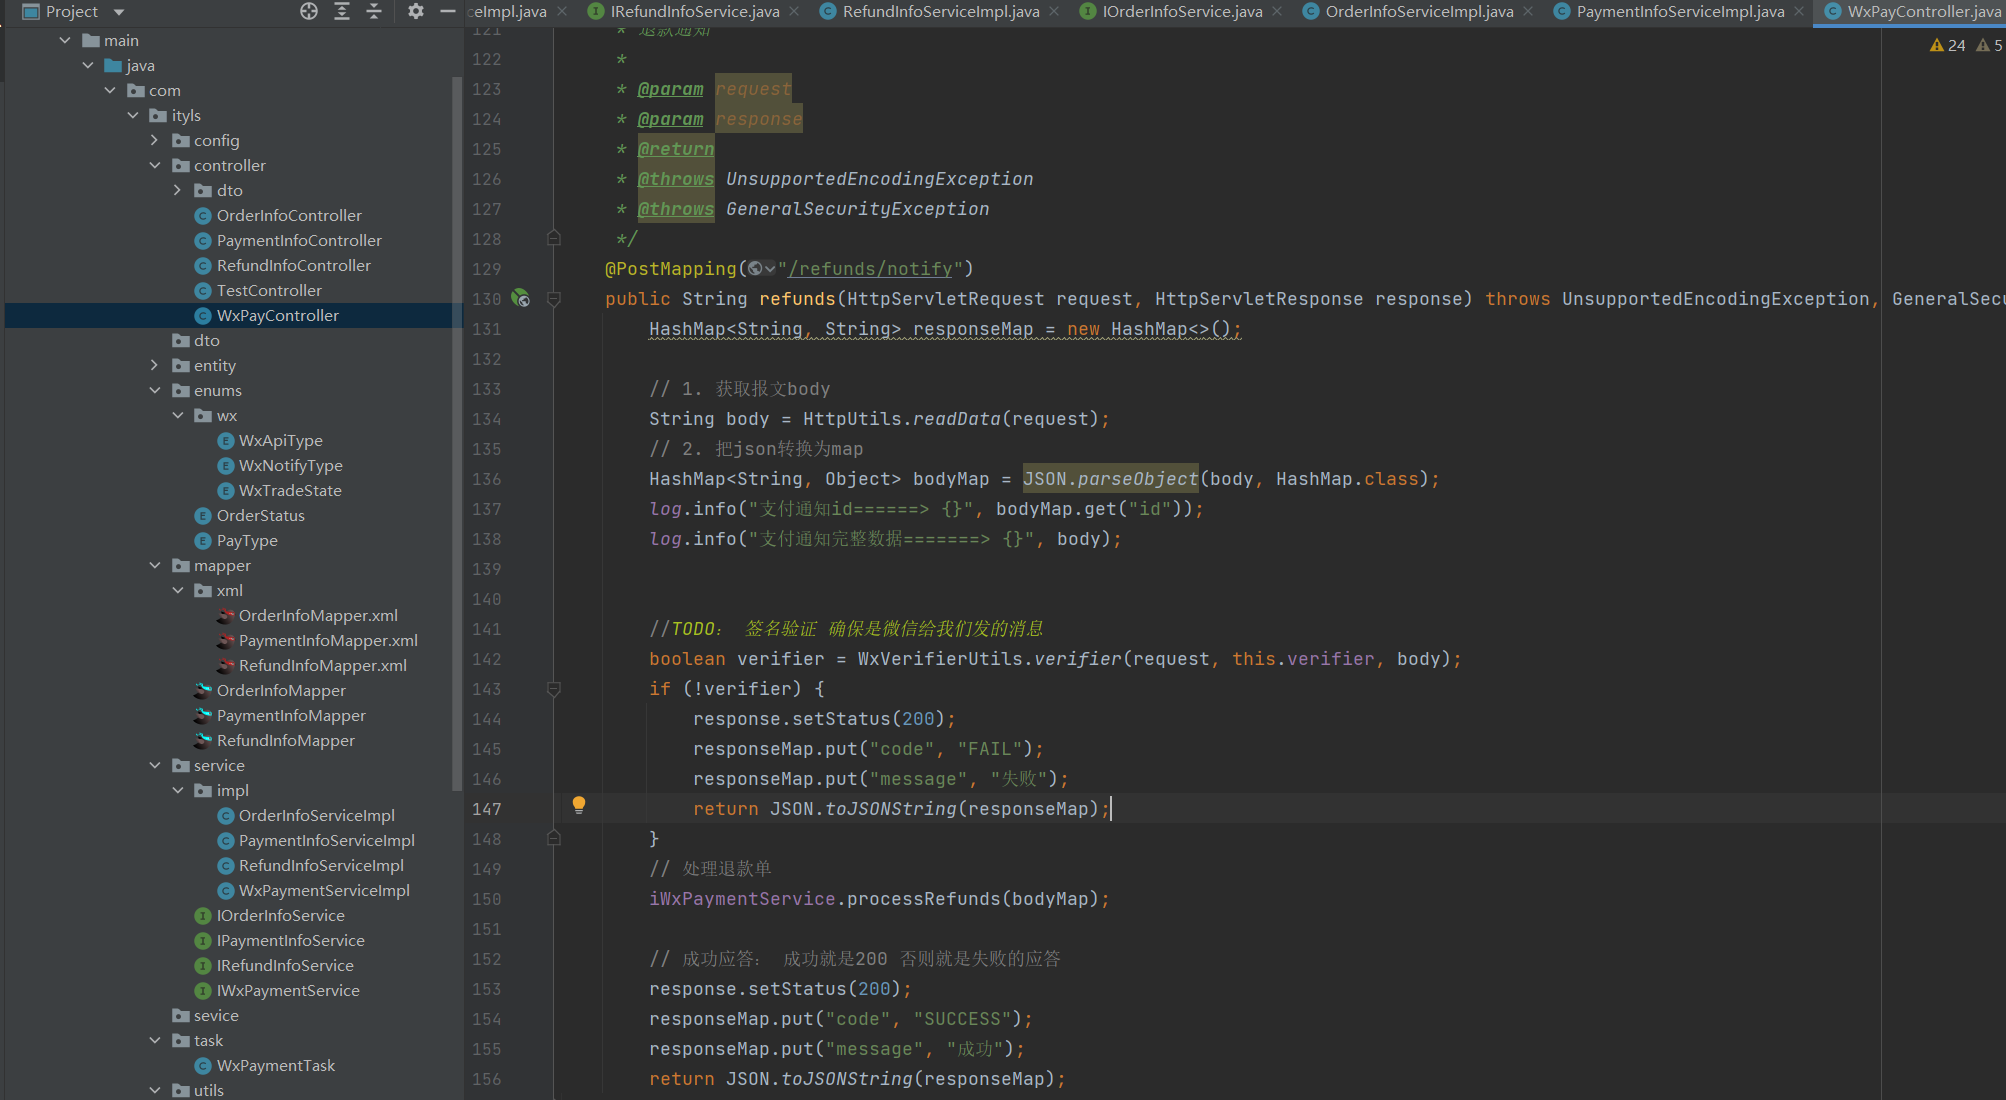 Project
ceImpl.java
IRefundInfoService.java
RefundInfoServiceImpl.java
IOrderInfoService.java
OrderInfoServiceImpl.java
PaymentInfoServiceImpl.java
WxPayController.java
24
5
main
java
com
ityls
config
controller
dto
OrderInfoController
PaymentInfoController
RefundInfoController
TestController
WxPayController
dto
entity
enums
wx
WxApiType
WxNotifyType
WxTradeState
OrderStatus
PayType
mapper
xml
OrderInfoMapper.xml
PaymentInfoMapper.xml
RefundInfoMapper.xml
OrderInfoMapper
PaymentInfoMapper
RefundInfoMapper
service
impl
OrderInfoServiceImpl
PaymentInfoServiceImpl
RefundInfoServiceImpl
WxPaymentServiceImpl
IOrderInfoService
IPaymentInfoService
IRefundInfoService
IWxPaymentService
sevice
task
WxPaymentTask
utils
121 * 退款通知
122 *
123 * @param request
124 * @param response
125 * @return
126 * @throws UnsupportedEncodingException
127 * @throws GeneralSecurityException
128 */
129 @PostMapping("/refunds/notify")
130 public String refunds(HttpServletRequest request, HttpServletResponse response) throws UnsupportedEncodingException, GeneralSecu
131 HashMap<String, String> responseMap = new HashMap<>();
132
133 // 1. 获取报文body
134 String body = HttpUtils.readData(request);
135 // 2. 把json转换为map
136 HashMap<String, Object> bodyMap = JSON.parseObject(body, HashMap.class);
137 log.info("支付通知id======> {}", bodyMap.get("id"));
138 log.info("支付通知完整数据=======> {}", body);
139
140
141 //TODO： 签名验证 确保是微信给我们发的消息
142 boolean verifier = WxVerifierUtils.verifier(request, this.verifier, body);
143 if (!verifier) {
144 response.setStatus(200);
145 responseMap.put("code", "FAIL");
146 responseMap.put("message", "失败");
147 return JSON.toJSONString(responseMap);
148 }
149 // 处理退款单
150 iWxPaymentService.processRefunds(bodyMap);
151
152 // 成功应答： 成功就是200 否则就是失败的应答
153 response.setStatus(200);
154 responseMap.put("code", "SUCCESS");
155 responseMap.put("message", "成功");
156 return JSON.toJSONString(responseMap);